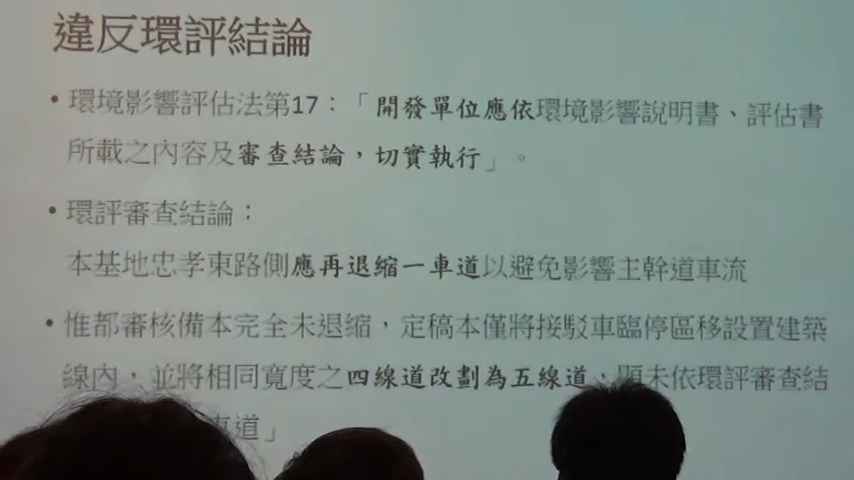 違反環評結論
• 環境影響評估法第17：「開發單位應依環境影響說明書、評估書
所載之內容及審查結論，切實執行」。
• 環評審查結論：
本基地忠孝東路側應再退縮一車道以避免影響主幹道車流
• 惟都審核備本完全未退縮，定稿本僅將接駁車臨停區移設置建築
線內，並將相同寬度之四線道改劃為五線道，顯未依環評審查結
車道」